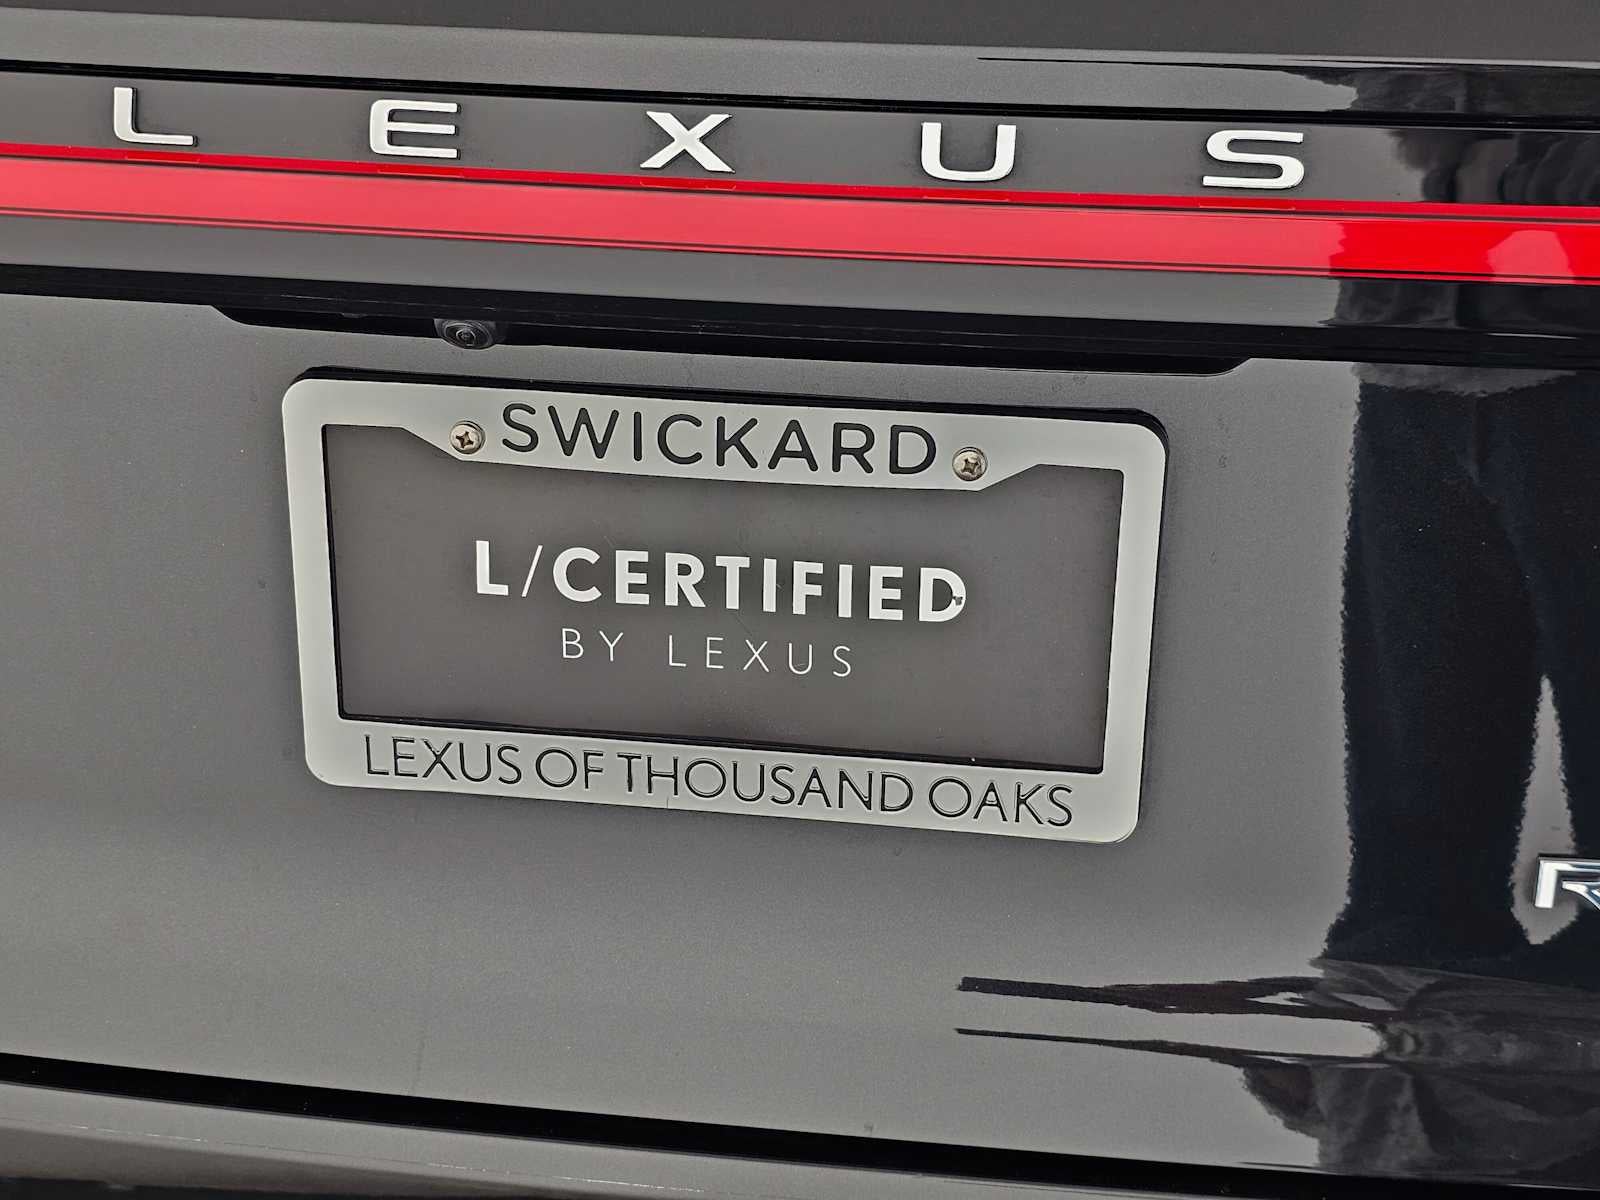 LEXUS
SWICKARD
L/CERTIFIED
BY LEXUS
LEXUS OF THOUSAND OAKS
R